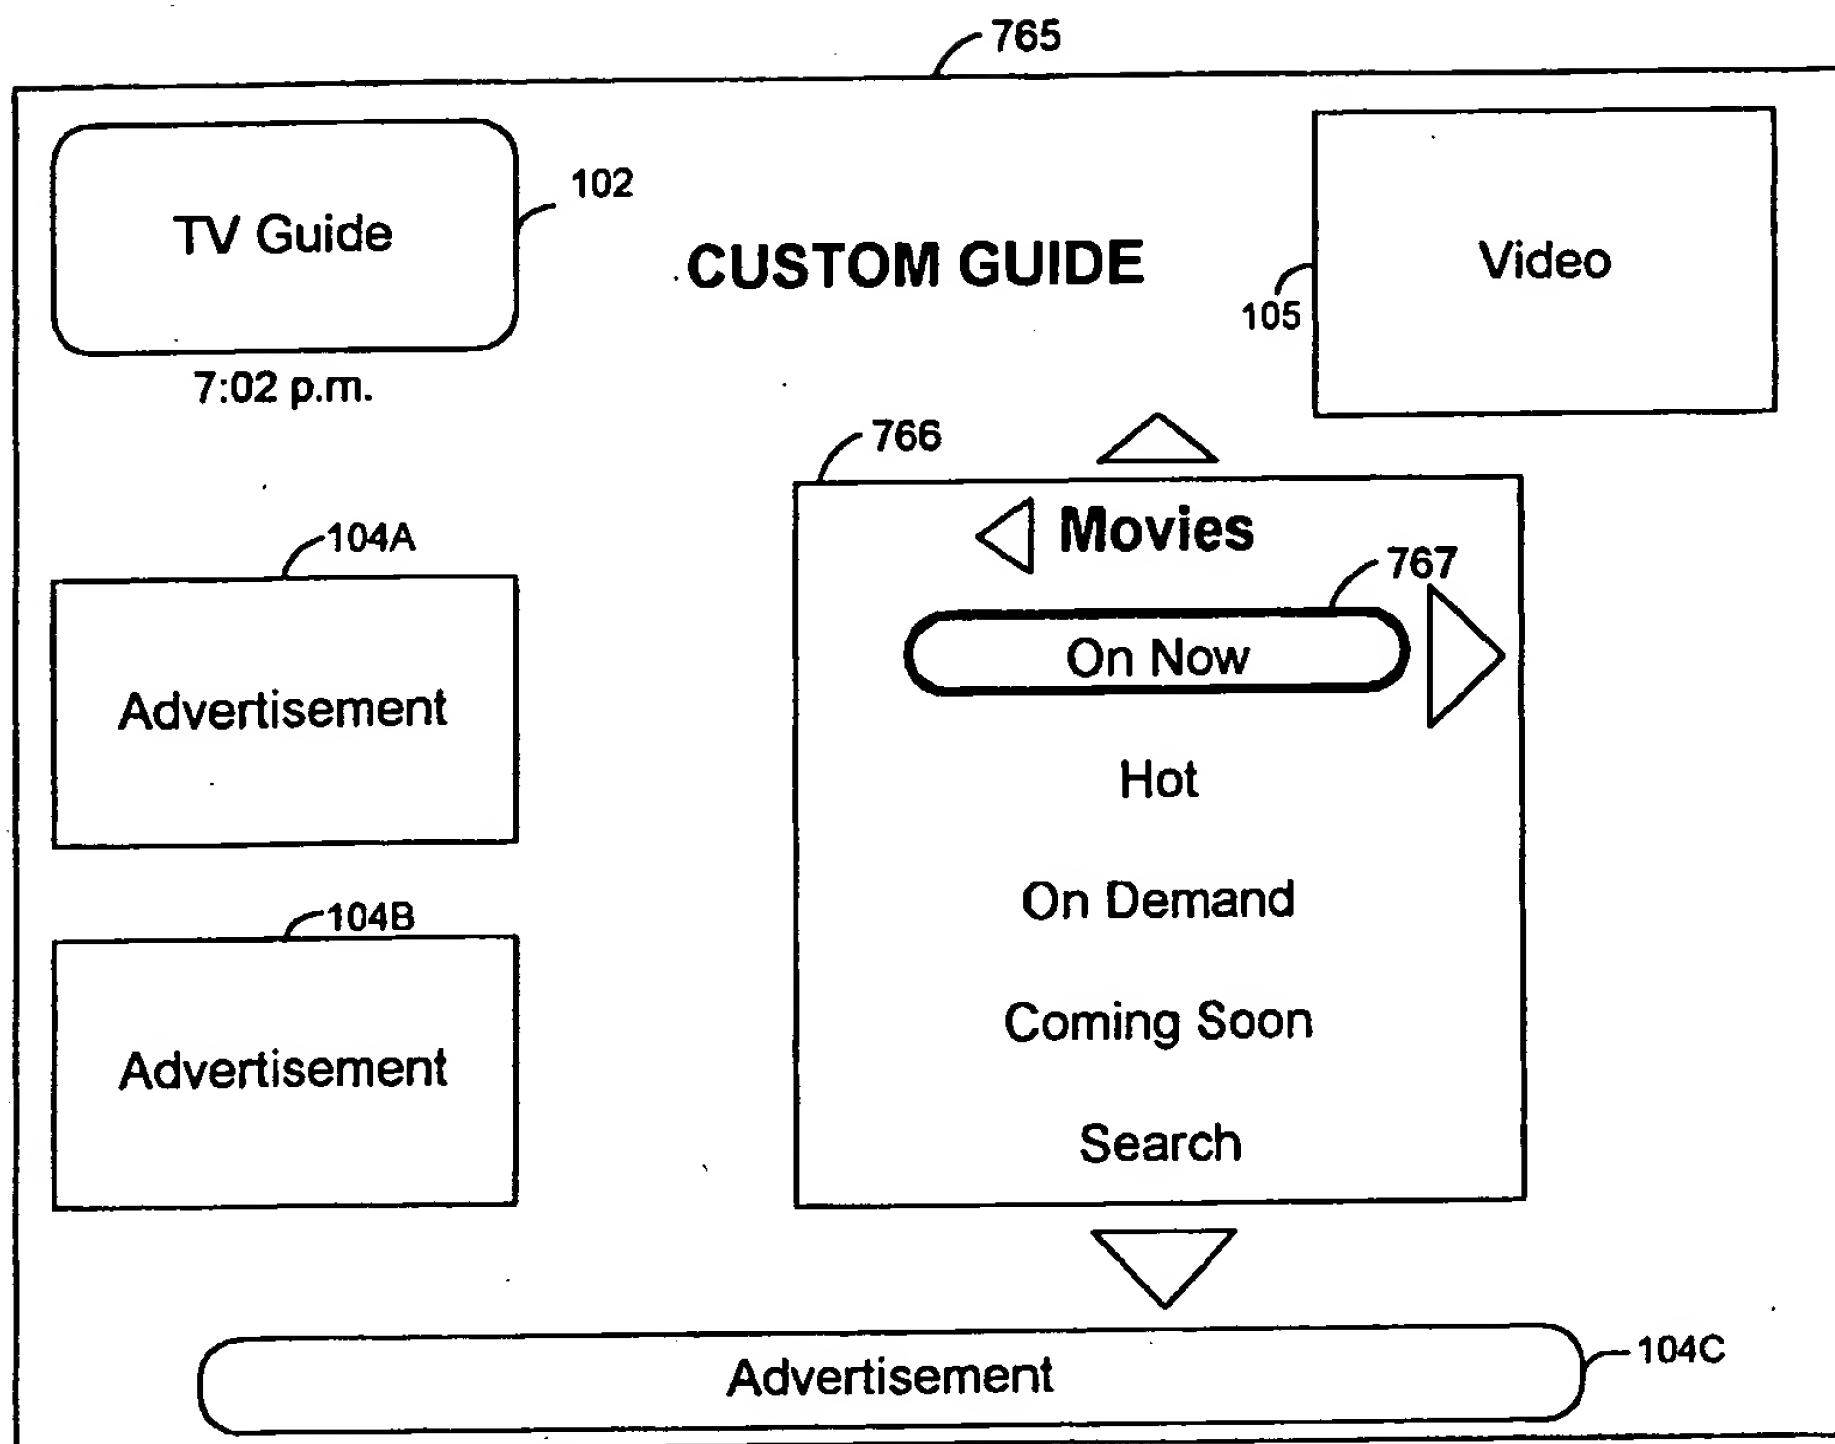 765
TV Guide
102
CUSTOM GUIDE
Video
105
7:02 p.m.
766
Movies
767
On Now
Hot
On Demand
Coming Soon
Search
104A
Advertisement
104B
Advertisement
Advertisement
104C